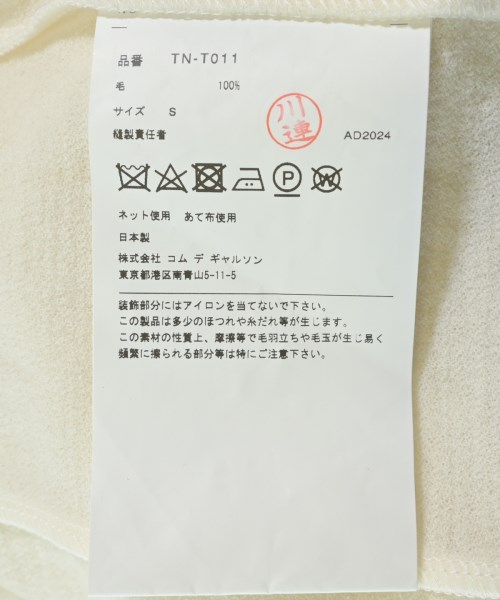 品番 TN-T011
毛 100%
サイズ S
川連
縫製責任者 AD2024
P W
ネット使用 あて布使用
日本製
株式会社 コム デ ギャルソン
東京都港区南青山5-11-5
装飾部分にはアイロンを当てないで下さい。
この製品は多少のほつれや糸だれ等が生じます。
この素材の性質上、摩擦等で毛羽立ちや毛玉が生じ易く
頻繁に擦られる部分等は特にご注意下さい。